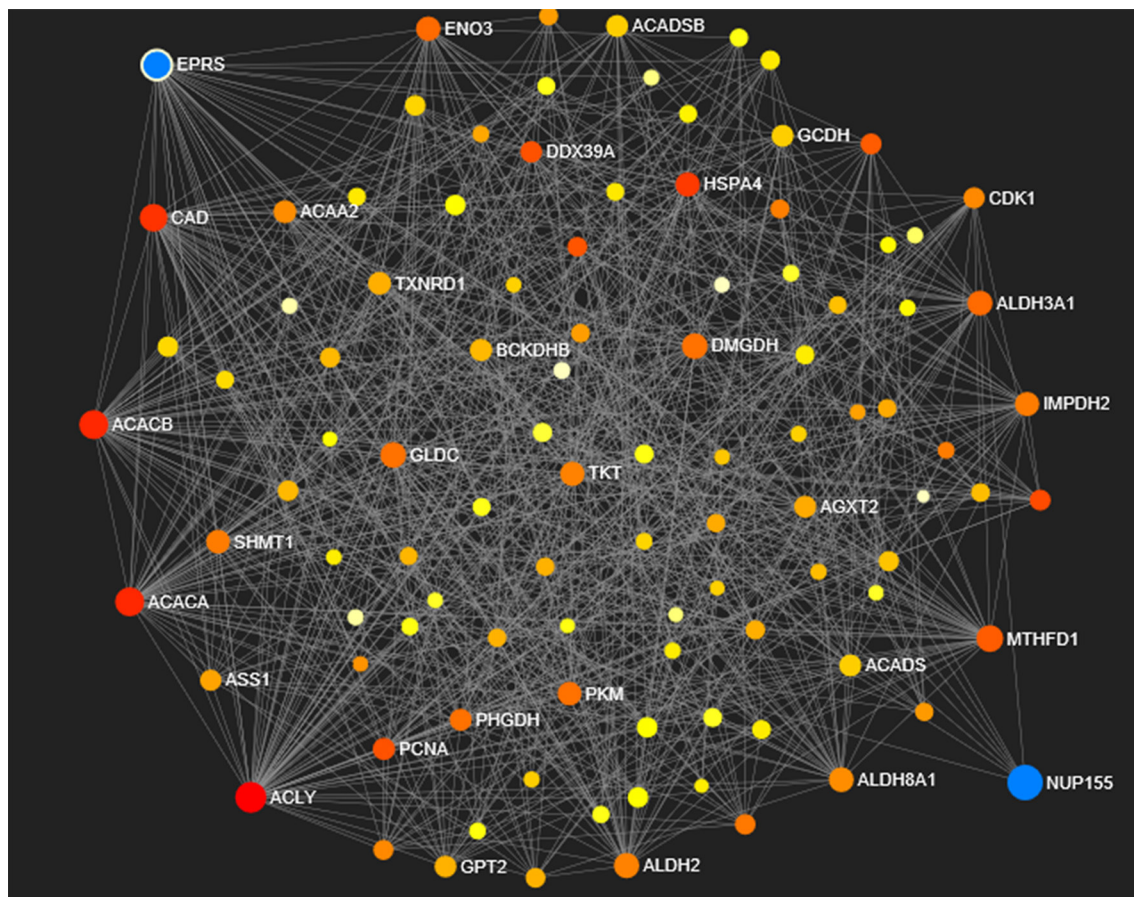 ENO3
ACADSB
EPRS
GCDH
DDX39A
HSPA4
CDK1
CAD
ACAA2
TXNRD1
ALDH3A1
BCKDHB
DMGDH
IMPDH2
ACACB
GLDC
TKT
AGXT2
SHMT1
ACACA
MTHFD1
ACADS
ASS1
PKM
PHGDH
PCNA
ALDH8A1
NUP155
ACLY
GPT2
ALDH2